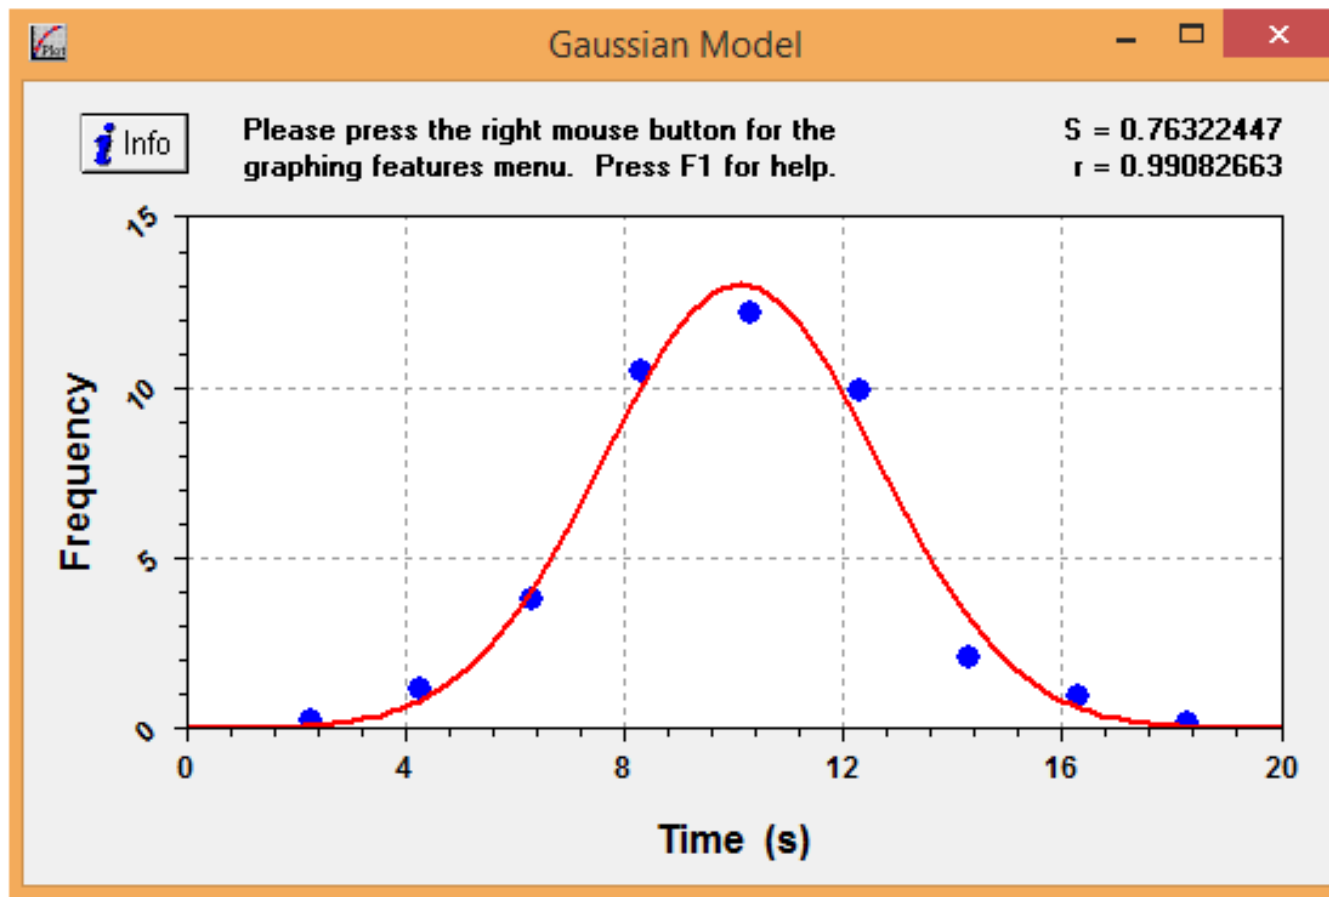 Gaussian Model
Plot
i Info
Please press the right mouse button for the
graphing features menu.  Press F1 for help.
S = 0.76322447
r = 0.99082663
15
10
5
0
Frequency
0 4 8 12 16 20
Time (s)